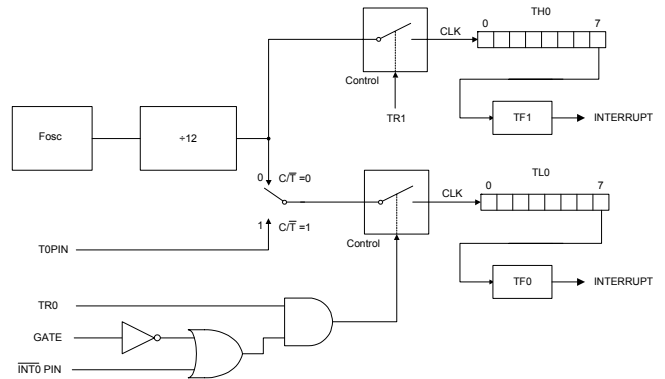 TH0
0 7
CLK
Control
TR1
TF1 INTERRUPT
Fosc ÷12
0 C/T̅ =0
1 C/T̅ =1
TL0
0 7
CLK
Control
T0PIN
TF0 INTERRUPT
TR0
GATE
I̅N̅T̅0̅ PIN